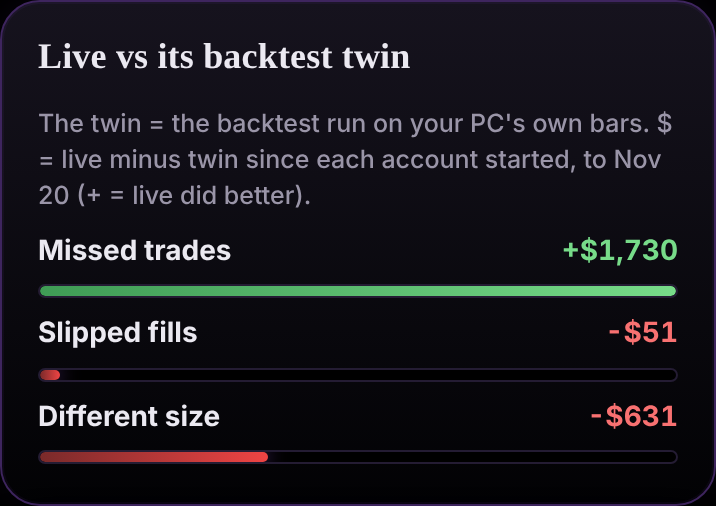 Live vs its backtest twin
The twin = the backtest run on your PC's own bars. $
= live minus twin since each account started, to Nov
20 (+ = live did better).
Missed trades +$1,730
Slipped fills -$51
Different size -$631